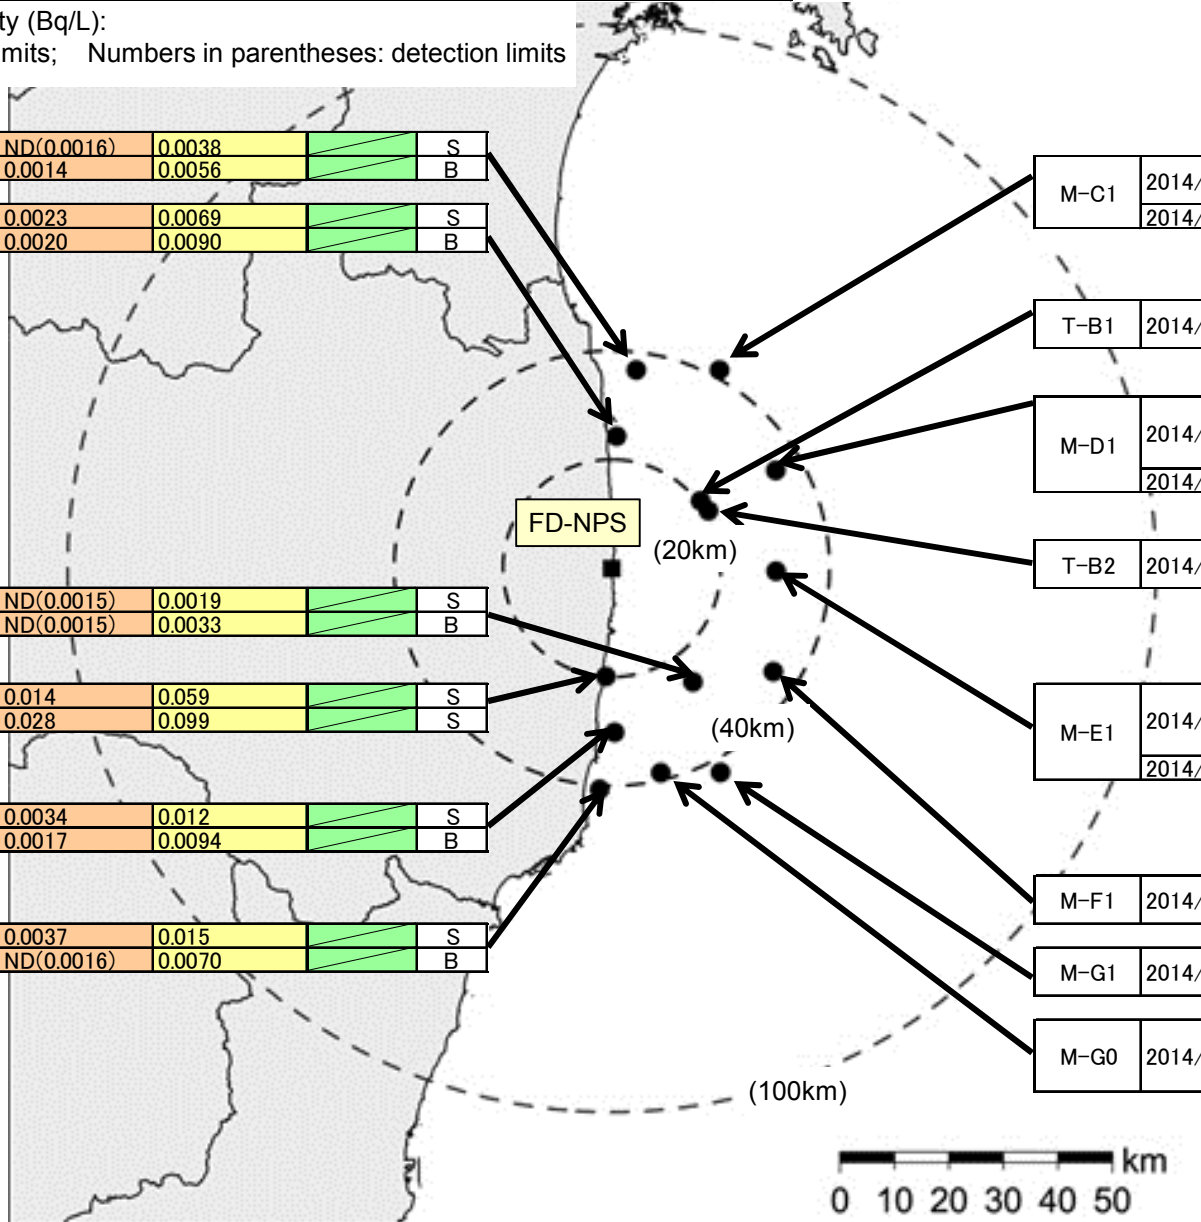 ty (Bq/L):
mits; Numbers in parentheses: detection limits
ND(0.0016) 0.0038 S
0.0014 0.0056 B
0.0023 0.0069 S
0.0020 0.0090 B
M-C1 2014/
2014/
T-B1 2014/
M-D1 2014/
2014/
FD-NPS
(20km)
T-B2 2014/
ND(0.0015) 0.0019 S
ND(0.0015) 0.0033 B
0.014 0.059 S
0.028 0.099 S
(40km)
M-E1 2014/
2014/
0.0034 0.012 S
0.0017 0.0094 B
M-F1 2014/
0.0037 0.015 S
ND(0.0016) 0.0070 B
M-G1 2014/
M-G0 2014/
(100km)
km
0 10 20 30 40 50